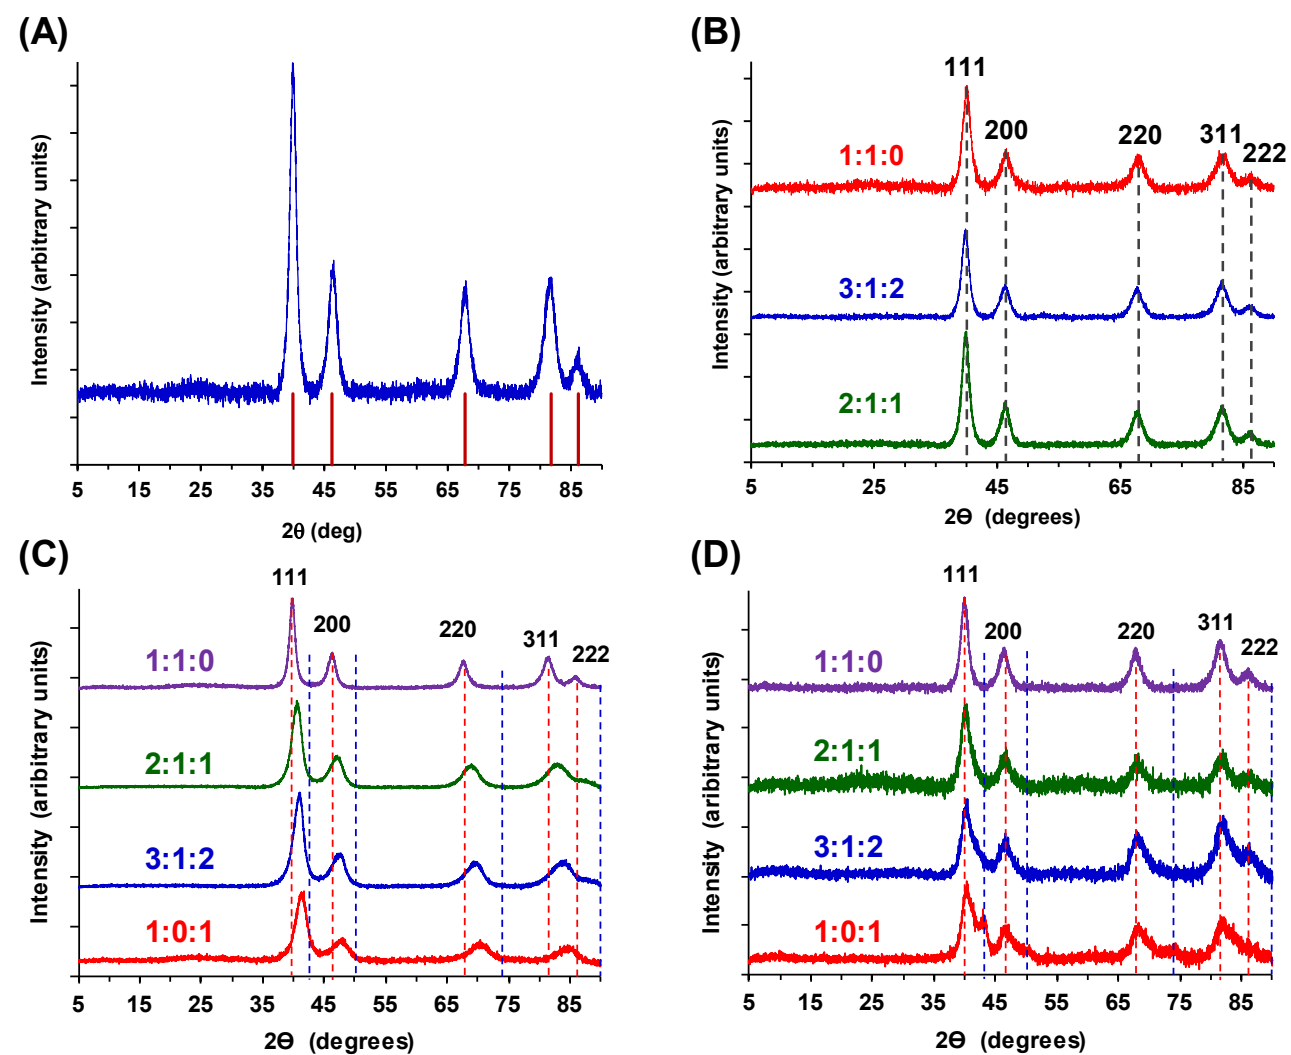 (A)
Intensity (arbitrary units)
5 15 25 35 45 55 65 75 85
2θ (deg)
(B)
Intensity (arbitrary units)
111
200
220
311
222
1:1:0
3:1:2
2:1:1
5 25 45 65 85
2Θ (degrees)
(C)
Intensity (aribitrary units)
111
200
220
311
222
1:1:0
2:1:1
3:1:2
1:0:1
5 15 25 35 45 55 65 75 85
2Θ (degrees)
(D)
Intensity (aribitrary units)
111
200
220
311
222
1:1:0
2:1:1
3:1:2
1:0:1
5 15 25 35 45 55 65 75 85
2Θ (degrees)